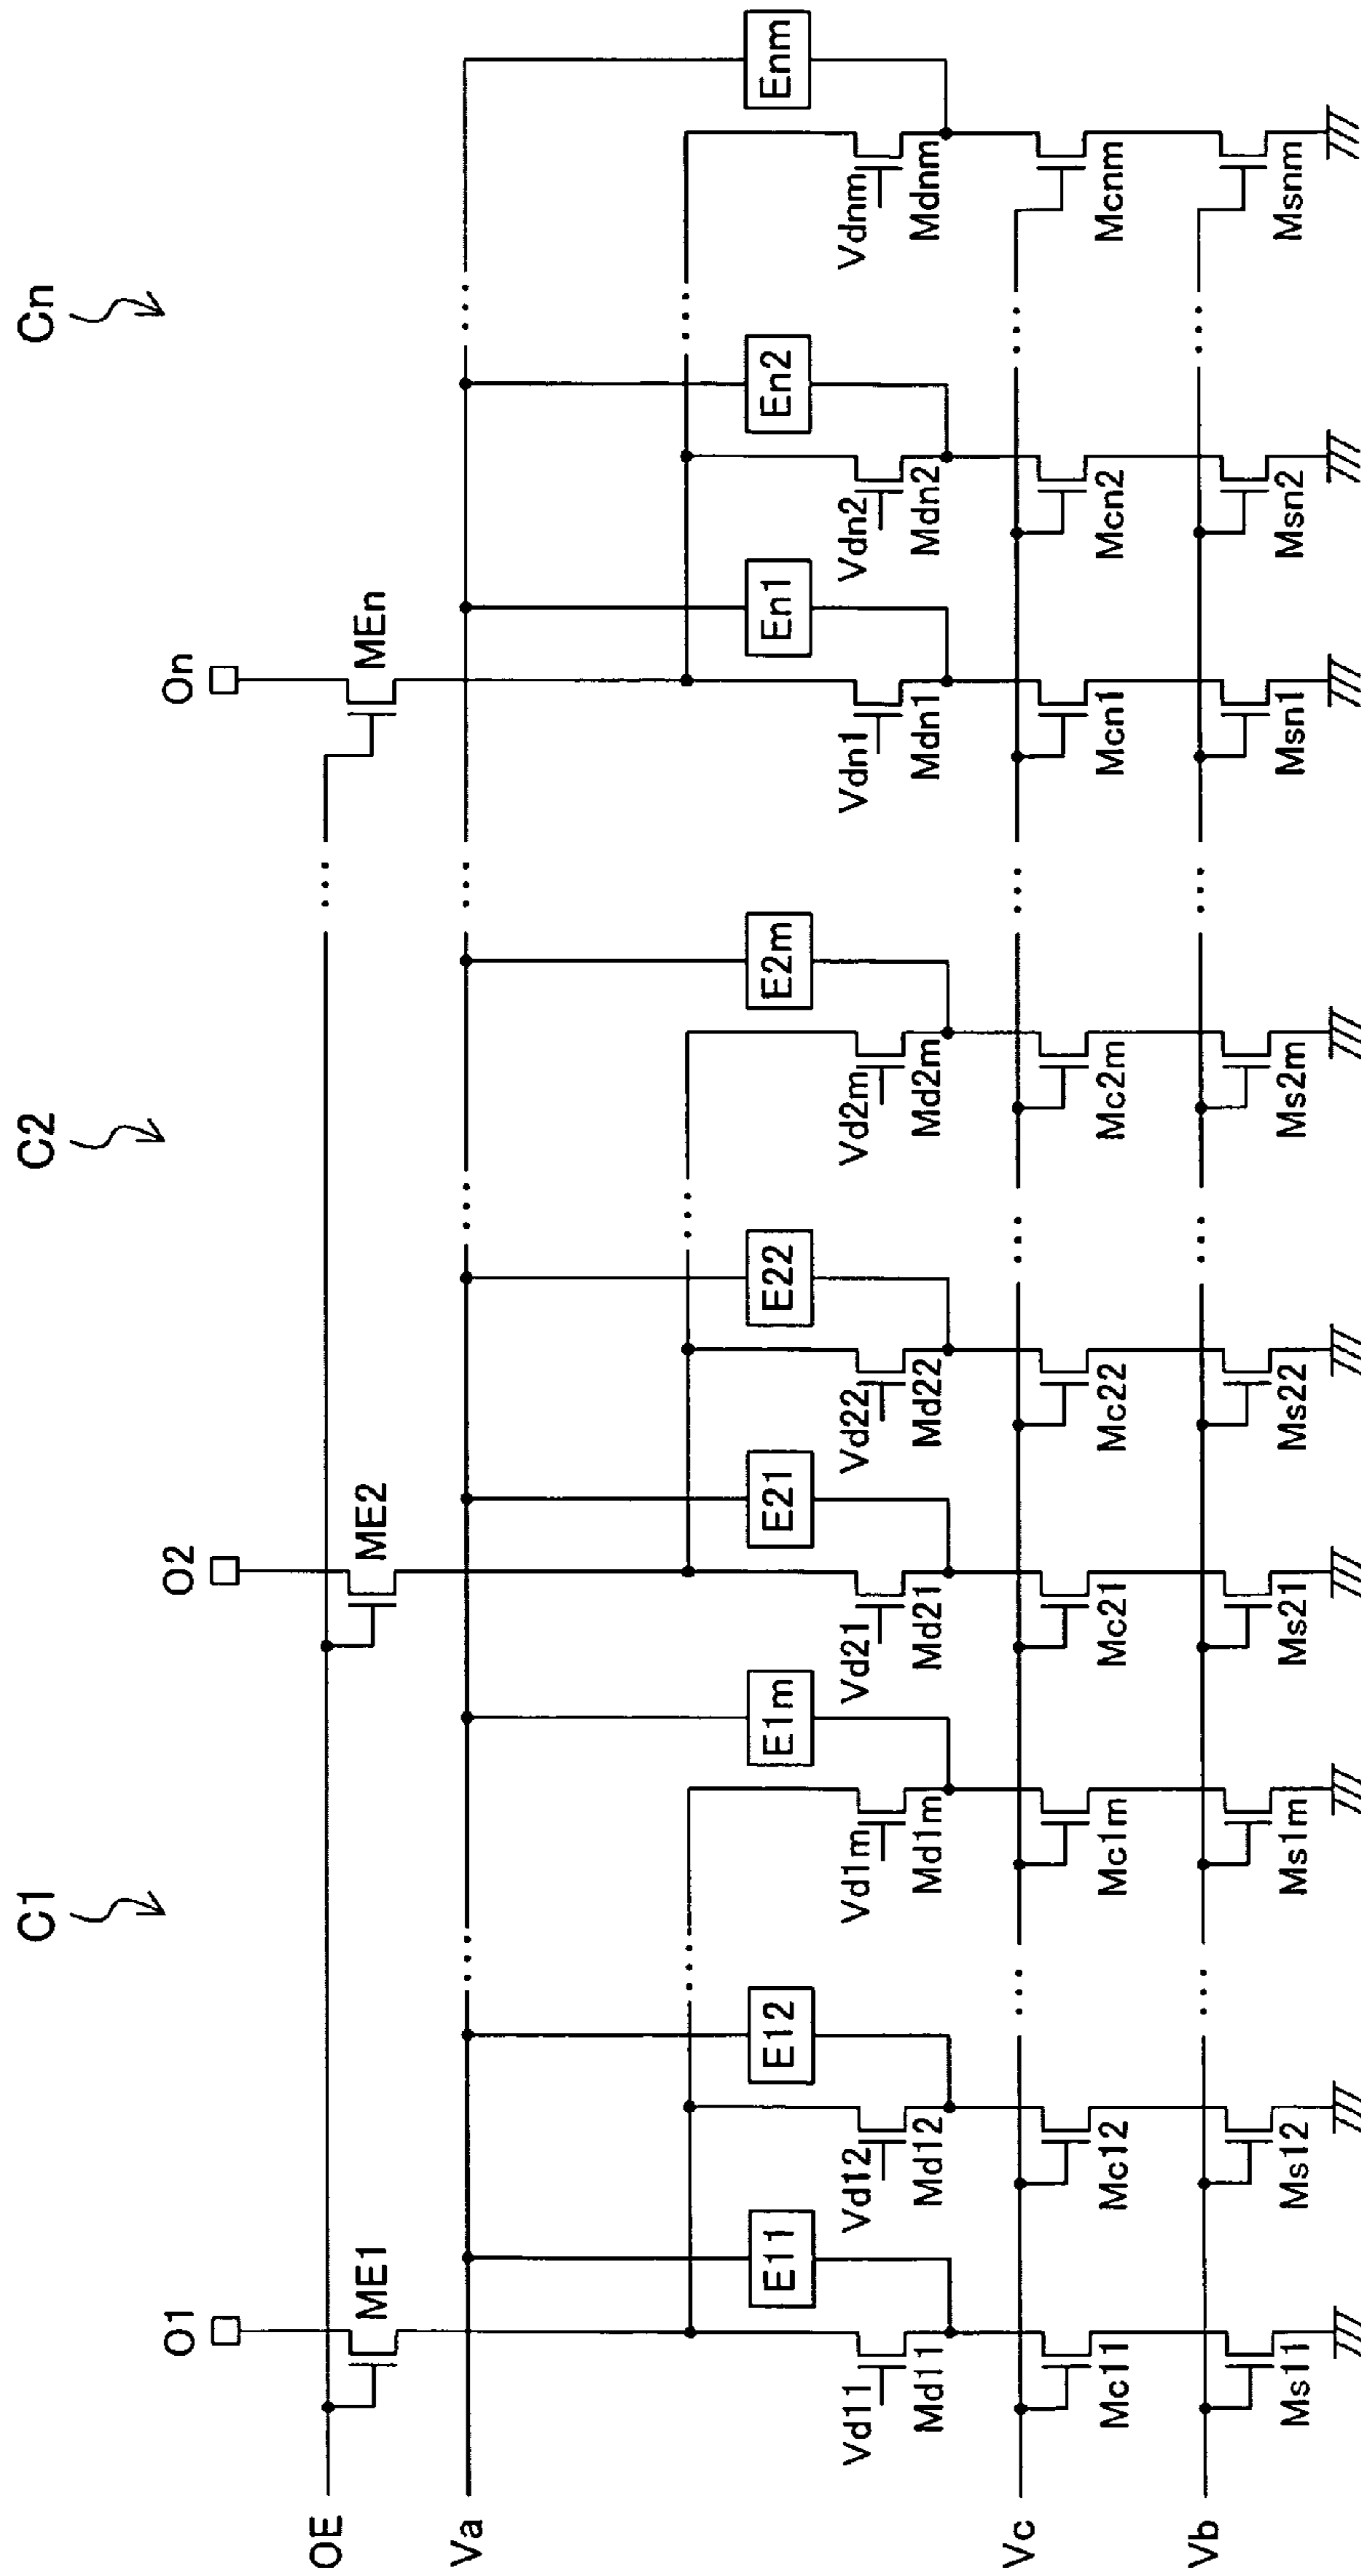 C1 C2 Cn
O1 O2 On
OE ME1 ME2 ... MEn
Va ... ... ... ...
E11 E12 E1m E21 E22 E2m En1 En2 Enm
... ... ...
Vd11 Vd12 Vd1m Vd21 Vd22 Vd2m Vdn1 Vdn2 Vdnm
Md11 Md12 Md1m Md21 Md22 Md2m Mdn1 Mdn2 Mdnm
Vc ... ... ... ...
Mc11 Mc12 Mc1m Mc21 Mc22 Mc2m Mcn1 Mcn2 Mcnm
Vb ... ... ... ...
Ms11 Ms12 Ms1m Ms21 Ms22 Ms2m Msn1 Msn2 Msnm